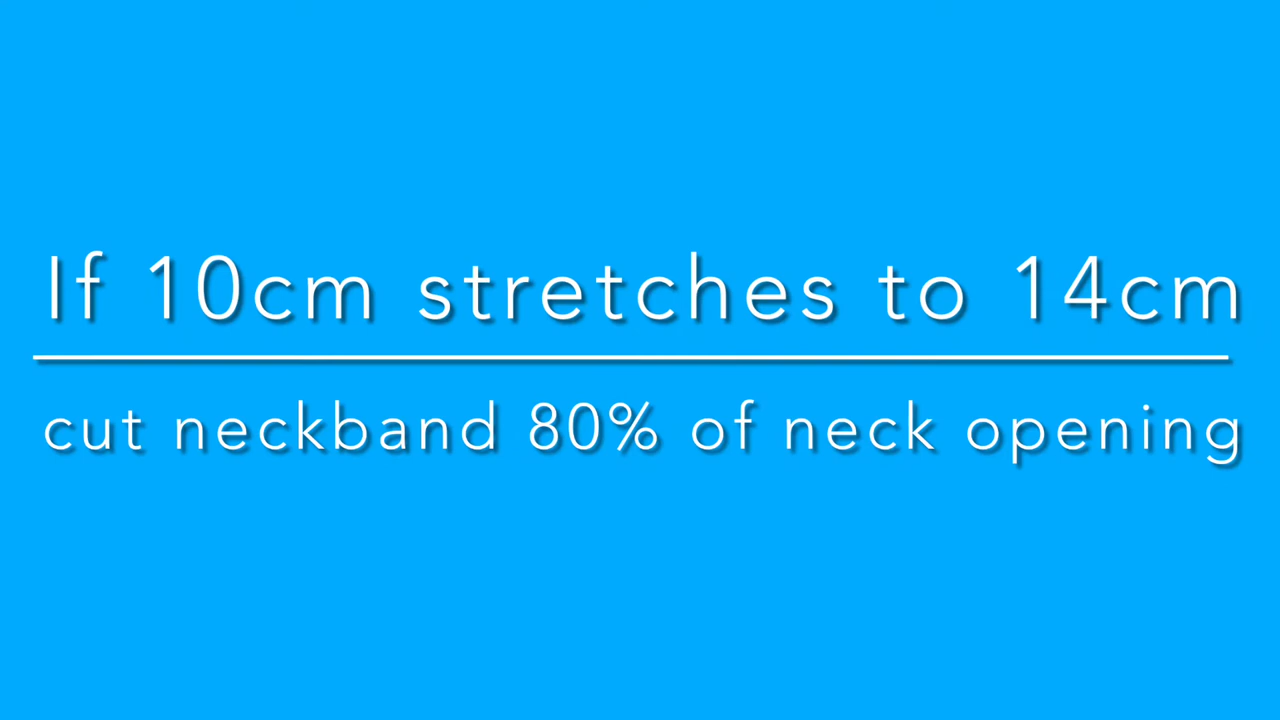 If 10cm stretches to 14cm
cut neckband 80% of neck opening